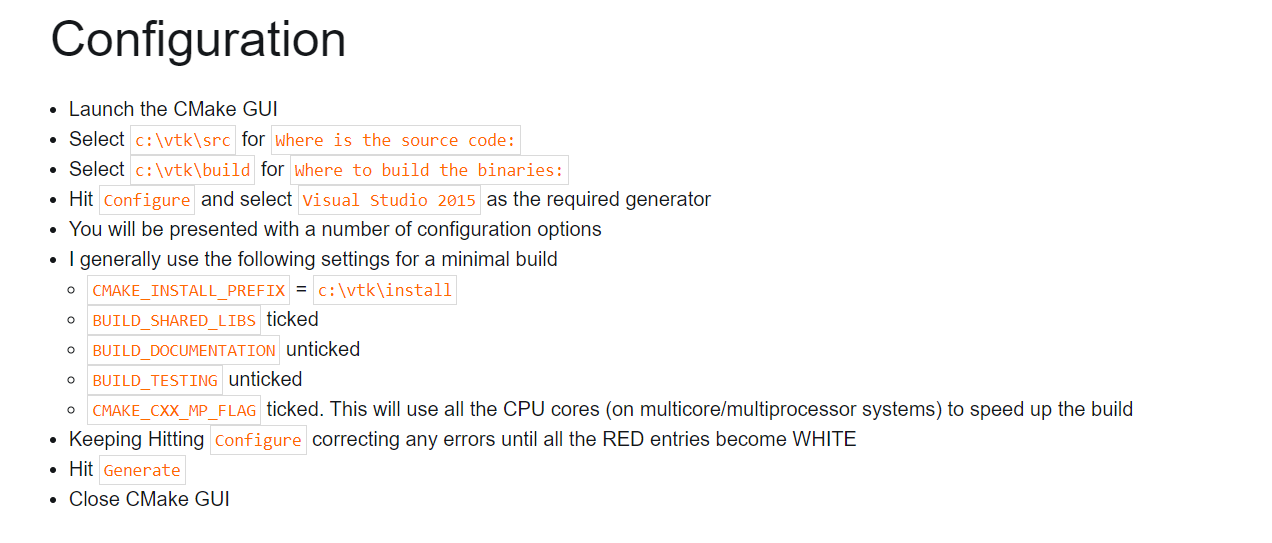 Configuration
Launch the CMake GUI
Select c:\vtk\src for Where is the source code:
Select c:\vtk\build for Where to build the binaries:
Hit Configure and select Visual Studio 2015 as the required generator
You will be presented with a number of configuration options
I generally use the following settings for a minimal build
CMAKE_INSTALL_PREFIX = c:\vtk\install
BUILD_SHARED_LIBS ticked
BUILD_DOCUMENTATION unticked
BUILD_TESTING unticked
CMAKE_CXX_MP_FLAG ticked. This will use all the CPU cores (on multicore/multiprocessor systems) to speed up the build
Keeping Hitting Configure correcting any errors until all the RED entries become WHITE
Hit Generate
Close CMake GUI